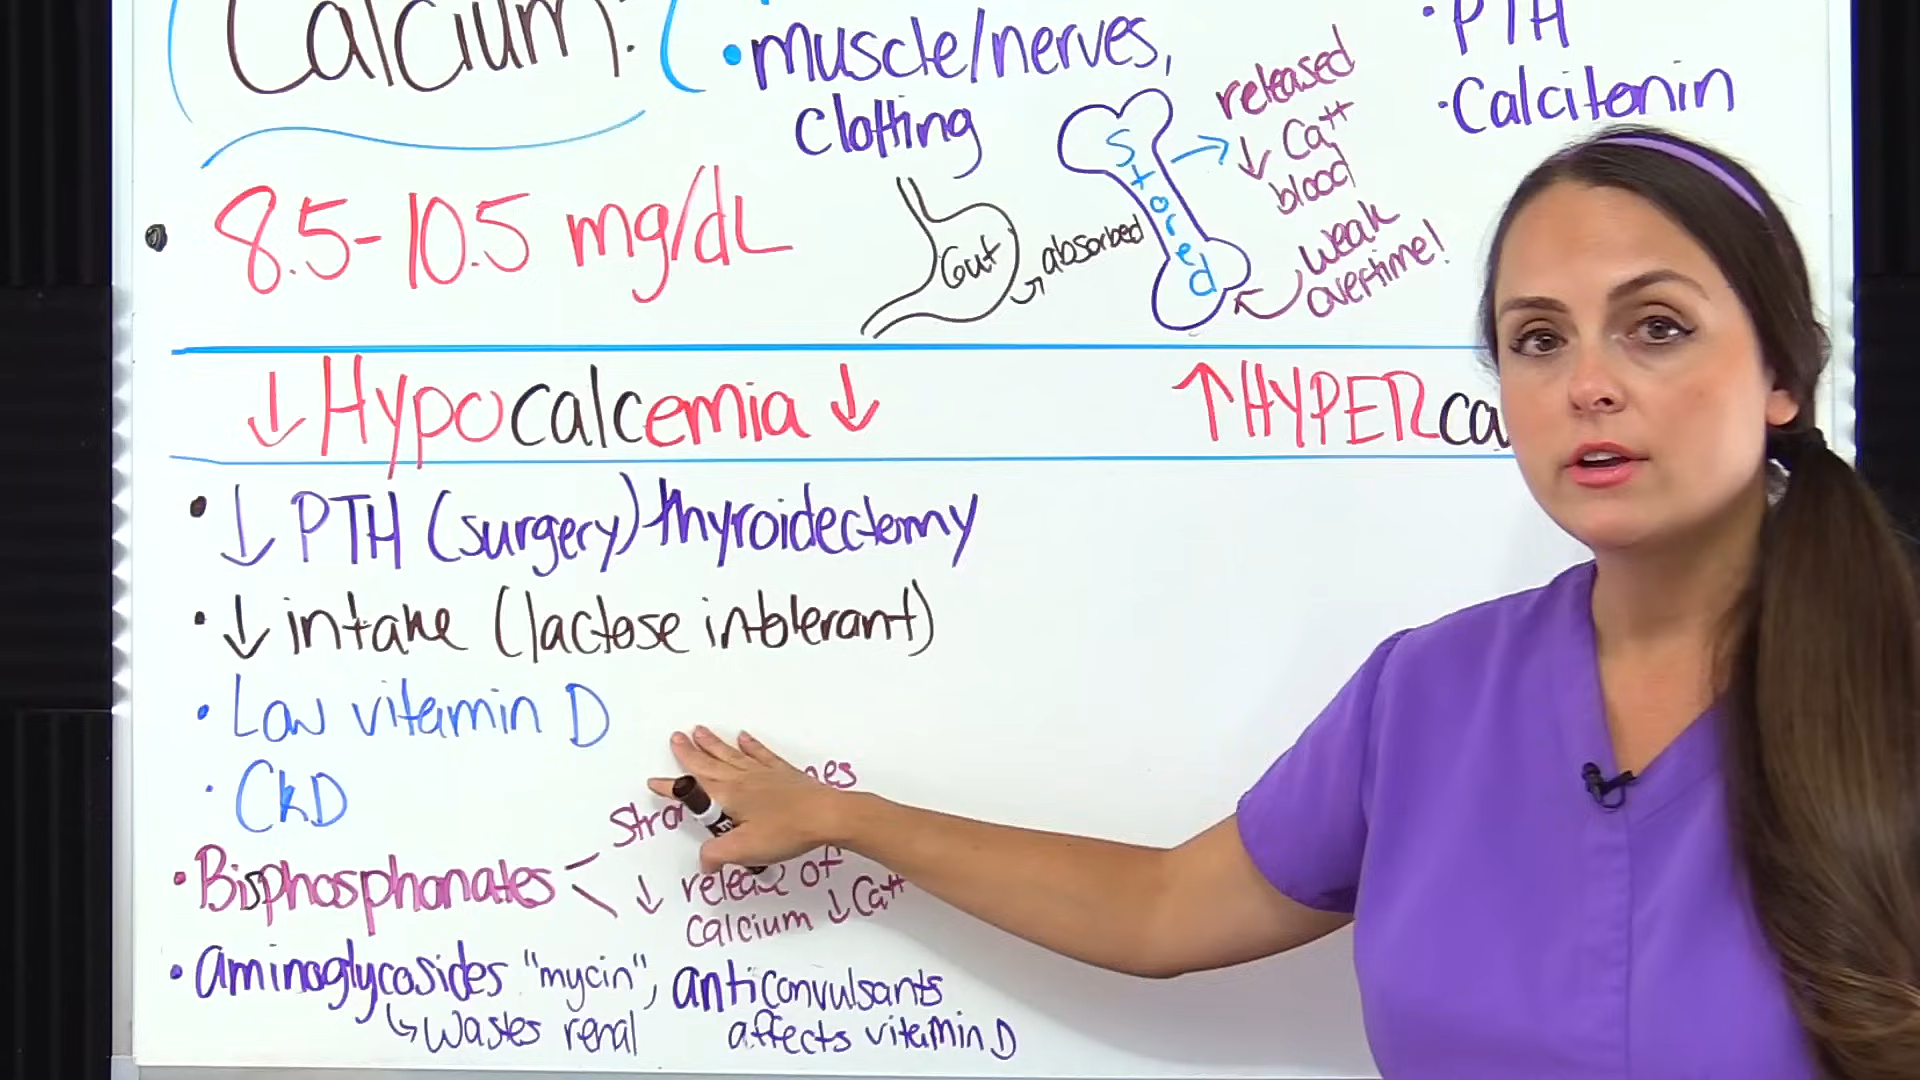 Calcium:
• muscle/nerves,
clotting
• PTH
• Calcitonin
• 8.5-10.5 mg/dL
Gut
absorbed
Stored
released
↓ Ca++
blood
weak
overtime!
↓ Hypocalcemia ↓
↑ HYPERca
• ↓ PTH (surgery) thyroidectomy
• ↓ intake (lactose intolerant)
• Low vitamin D
• CKD
• Bisphosphonates
↓ release of
calcium ↓ Ca++
• aminoglycosides "mycin", anticonvulsants
↳ Wastes renal
affects vitamin D